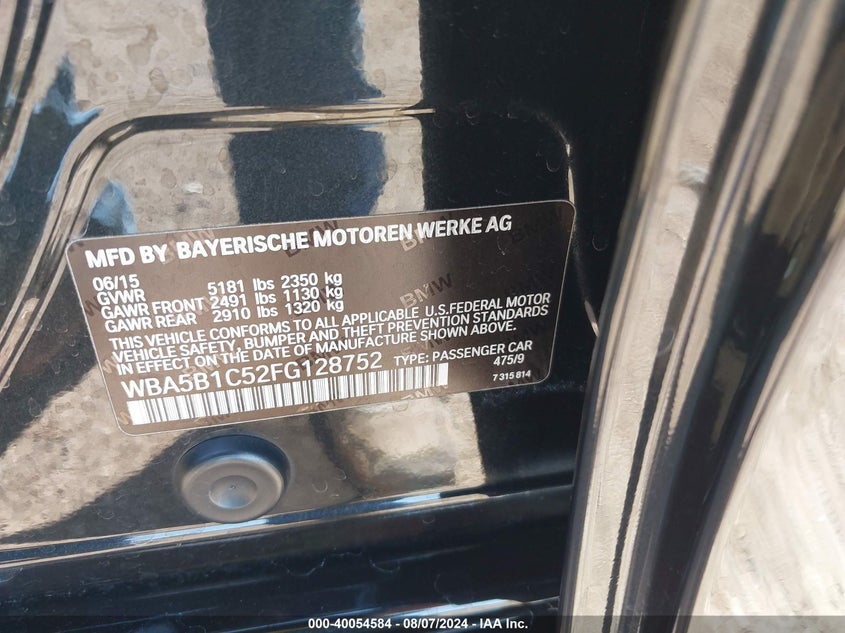 MFD BY BAYERISCHE MOTOREN WERKE AG
06/15
GVWR 5181 lbs 2350 kg
GAWR FRONT 2491 lbs 1130 kg
GAWR REAR 2910 lbs 1320 kg
THIS VEHICLE CONFORMS TO ALL APPLICABLE U.S.FEDERAL MOTOR
VEHICLE SAFETY, BUMPER AND THEFT PREVENTION STANDARDS
IN EFFECT ON THE DATE OF MANUFACTURE SHOWN ABOVE.
WBA5B1C52FG128752 TYPE: PASSENGER CAR
475/9
7 315 814
000-40054584 - 08/07/2024 - IAA Inc.